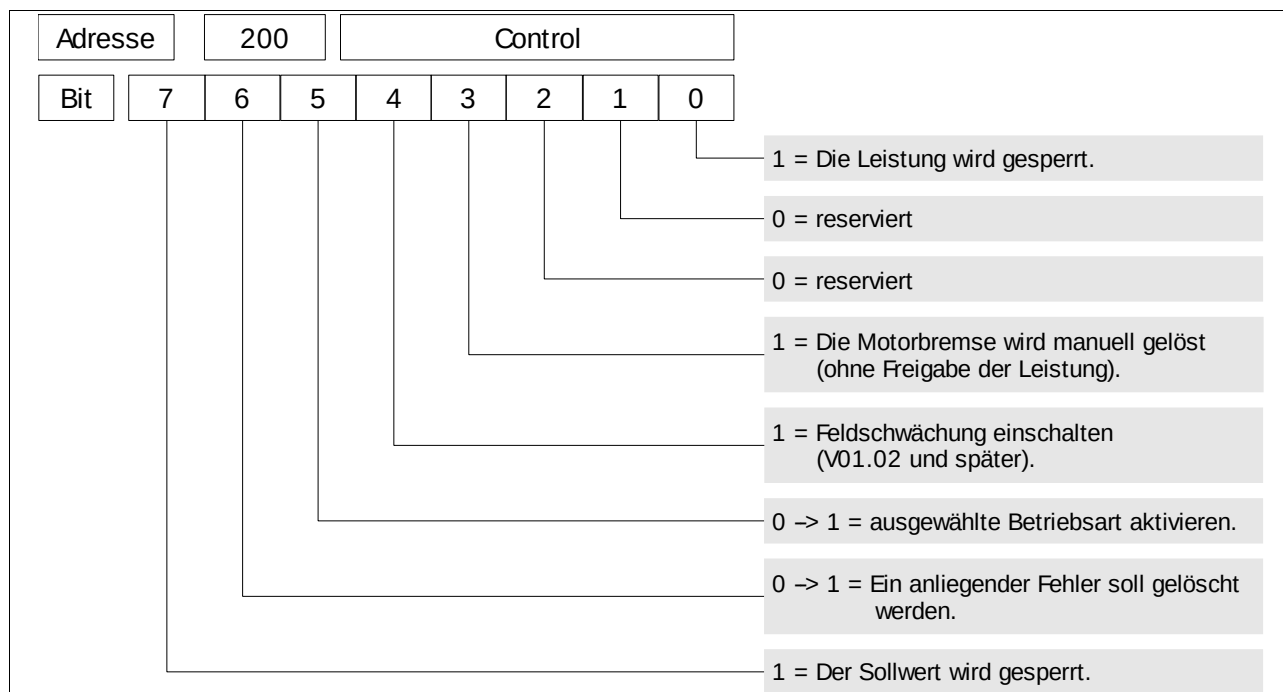 Adresse 200 Control
Bit 7 6 5 4 3 2 1 0
1 = Die Leistung wird gesperrt.
0 = reserviert
0 = reserviert
1 = Die Motorbremse wird manuell gelöst
(ohne Freigabe der Leistung).
1 = Feldschwächung einschalten
(V01.02 und später).
0 –> 1 = ausgewählte Betriebsart aktivieren.
0 –> 1 = Ein anliegender Fehler soll gelöscht
werden.
1 = Der Sollwert wird gesperrt.